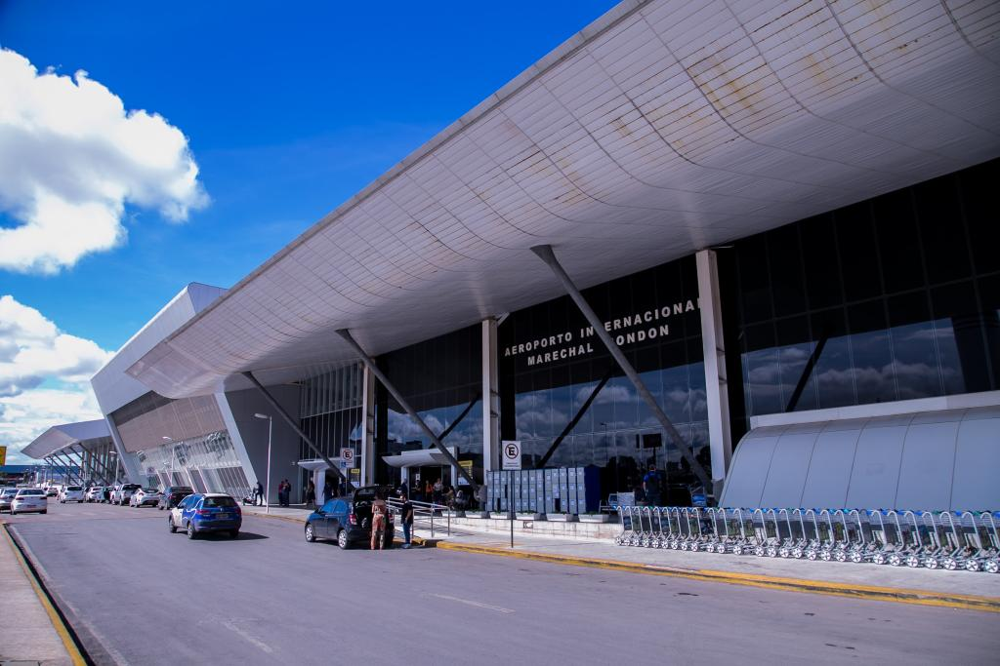 AEROPORTO INTERNACIONAL
MARECHAL RONDON
E
E